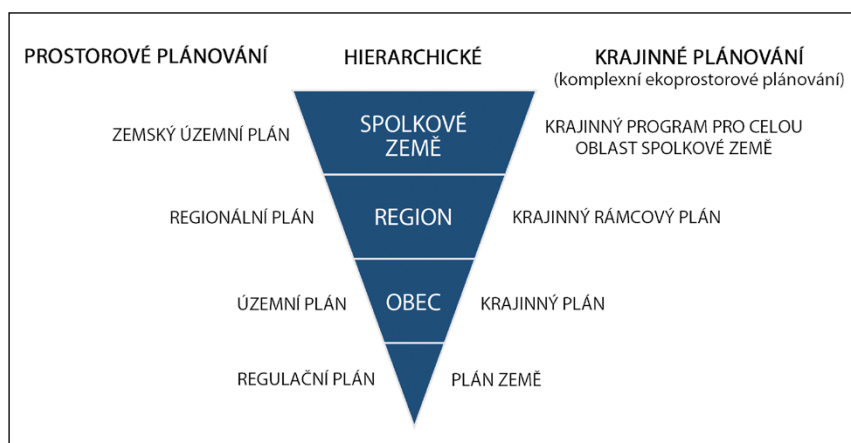 PROSTOROVÉ PLÁNOVÁNÍ
HIERARCHICKÉ
KRAJINNÉ PLÁNOVÁNÍ
(komplexní ekoprostorové plánování)
ZEMSKÝ ÚZEMNÍ PLÁN
SPOLKOVÉ
ZEMĚ
KRAJINNÝ PROGRAM PRO CELOU
OBLAST SPOLKOVÉ ZEMĚ
REGIONÁLNÍ PLÁN
REGION
KRAJINNÝ RÁMCOVÝ PLÁN
ÚZEMNÍ PLÁN
OBEC
KRAJINNÝ PLÁN
REGULAČNÍ PLÁN
PLÁN ZEMĚ